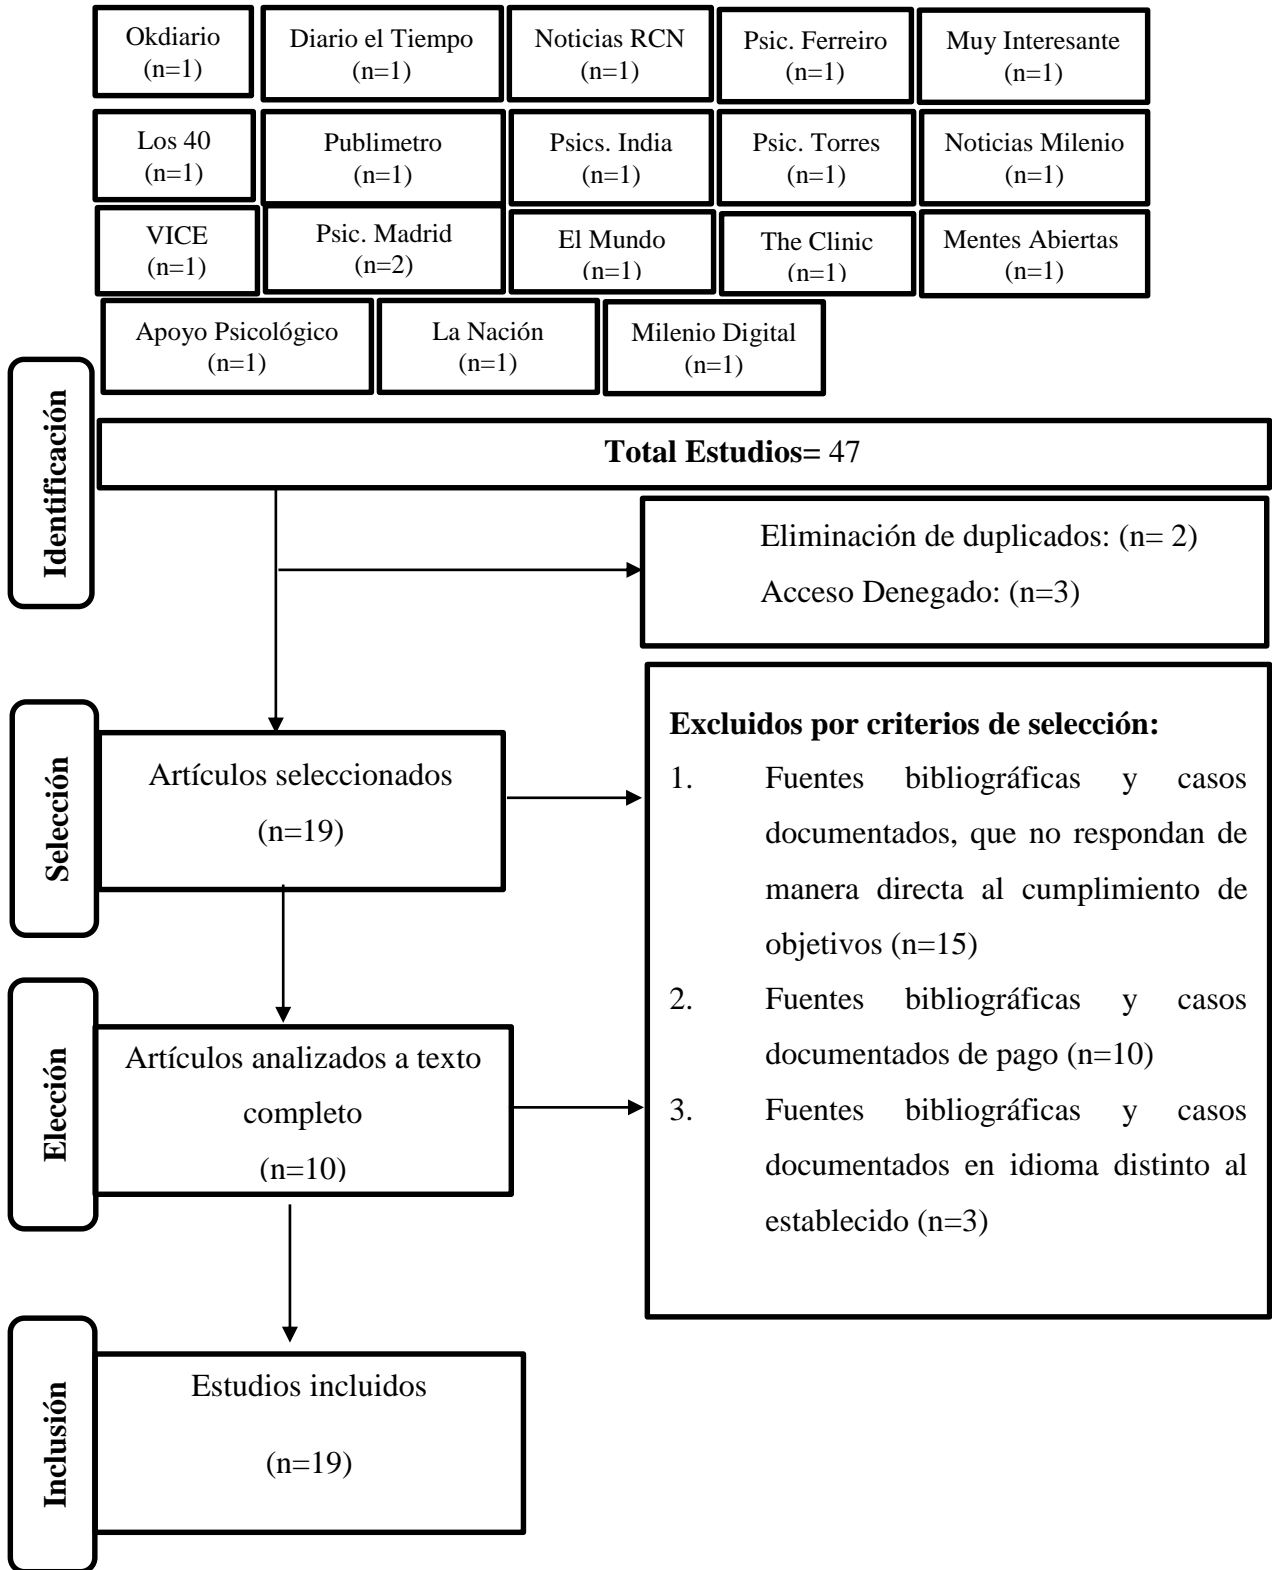 Okdiario
(n=1)
Diario el Tiempo
(n=1)
Noticias RCN
(n=1)
Psic. Ferreiro
(n=1)
Muy Interesante
(n=1)
Los 40
(n=1)
Publimetro
(n=1)
Psics. India
(n=1)
Psic. Torres
(n=1)
Noticias Milenio
(n=1)
VICE
(n=1)
Psic. Madrid
(n=2)
El Mundo
(n=1)
The Clinic
(n=1)
Mentes Abiertas
(n=1)
Apoyo Psicológico
(n=1)
La Nación
(n=1)
Milenio Digital
(n=1)
Identificación
Total Estudios= 47
Eliminación de duplicados: (n= 2)
Acceso Denegado: (n=3)
Selección
Artículos seleccionados
(n=19)
Excluidos por criterios de selección:
1. Fuentes bibliográficas y casos
documentados, que no respondan de
manera directa al cumplimiento de
objetivos (n=15)
2. Fuentes bibliográficas y casos
documentados de pago (n=10)
3. Fuentes bibliográficas y casos
documentados en idioma distinto al
establecido (n=3)
Elección
Artículos analizados a texto
completo
(n=10)
Inclusión
Estudios incluidos
(n=19)